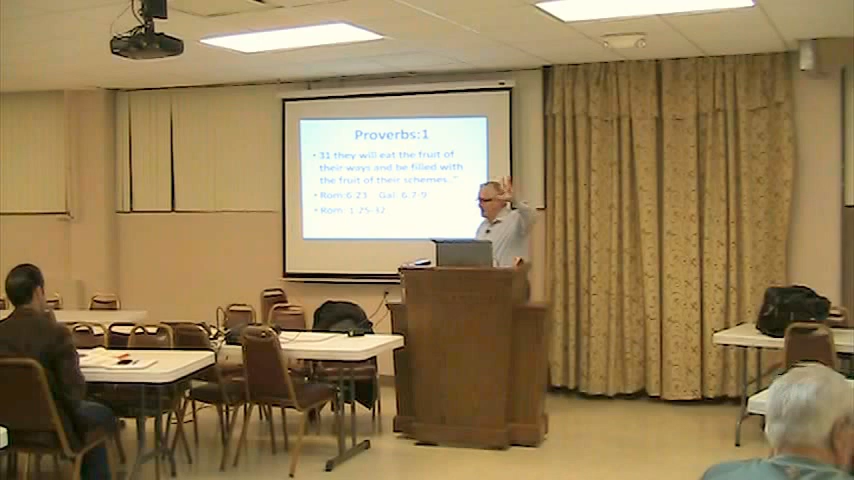 Proverbs:1
• 31 they will eat the fruit of
their ways and be filled with
the fruit of their schemes. "
• Rom:6-23 Gal: 6.7-9
• Rom: 1.25-32